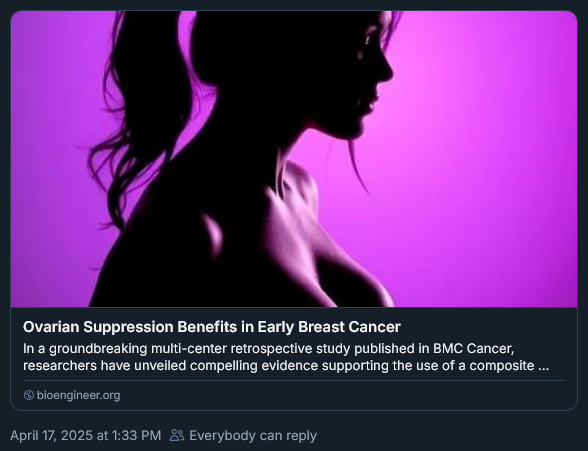 Ovarian Suppression Benefits in Early Breast Cancer
In a groundbreaking multi-center retrospective study published in BMC Cancer,
researchers have unveiled compelling evidence supporting the use of a composite ...
bioengineer.org
April 17, 2025 at 1:33 PM Everybody can reply